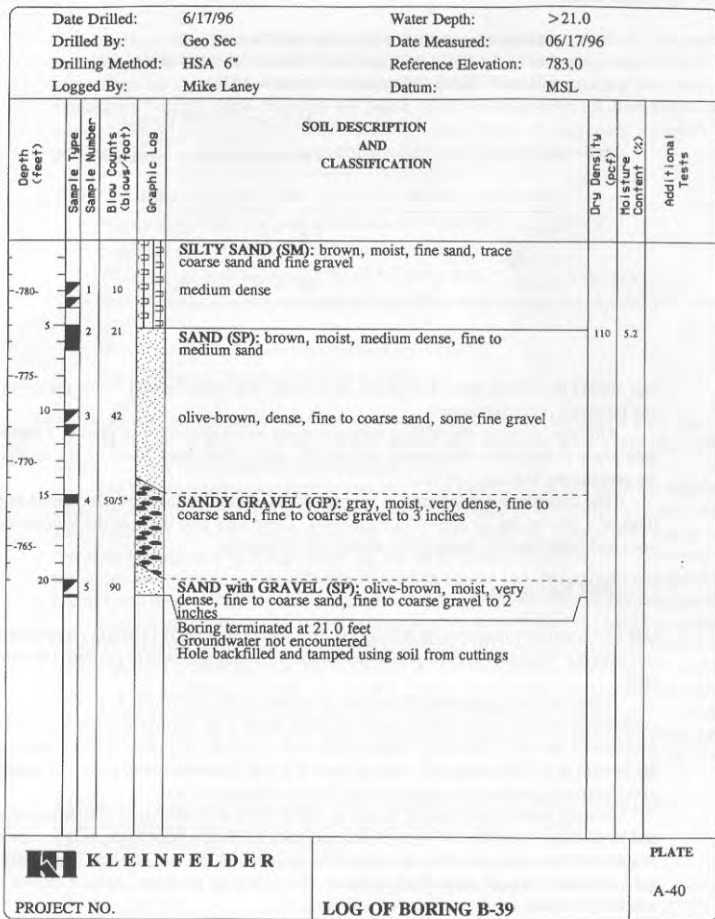 Date Drilled: 6/17/96 Water Depth: >21.0
Drilled By: Geo Sec Date Measured: 06/17/96
Drilling Method: HSA 6" Reference Elevation: 783.0
Logged By: Mike Laney Datum: MSL
Depth (feet)
Sample Type
Sample Number
Blow Counts (blows/foot)
Graphic Log
SOIL DESCRIPTION
AND
CLASSIFICATION
Dry Density (pcf)
Moisture Content (%)
Additional Tests
SILTY SAND (SM): brown, moist, fine sand, trace
coarse sand and fine gravel
-780- 1 10 medium dense
5 2 21 SAND (SP): brown, moist, medium dense, fine to 110 5.2
medium sand
-775-
10 3 42 olive-brown, dense, fine to coarse sand, some fine gravel
-770-
15 4 50/5" SANDY GRAVEL (GP): gray, moist, very dense, fine to
coarse sand, fine to coarse gravel to 3 inches
-765-
20 5 90 SAND with GRAVEL (SP): olive-brown, moist, very
dense, fine to coarse sand, fine to coarse gravel to 2
inches
Boring terminated at 21.0 feet
Groundwater not encountered
Hole backfilled and tamped using soil from cuttings
KLEINFELDER
PROJECT NO.
LOG OF BORING B-39
PLATE
A-40